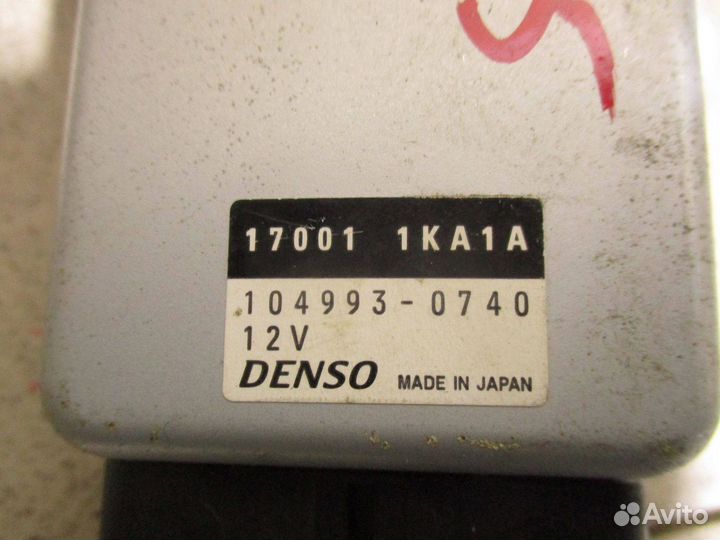 17001 1KA1A
104993-0740
12V
DENSO MADE IN JAPAN
Avito